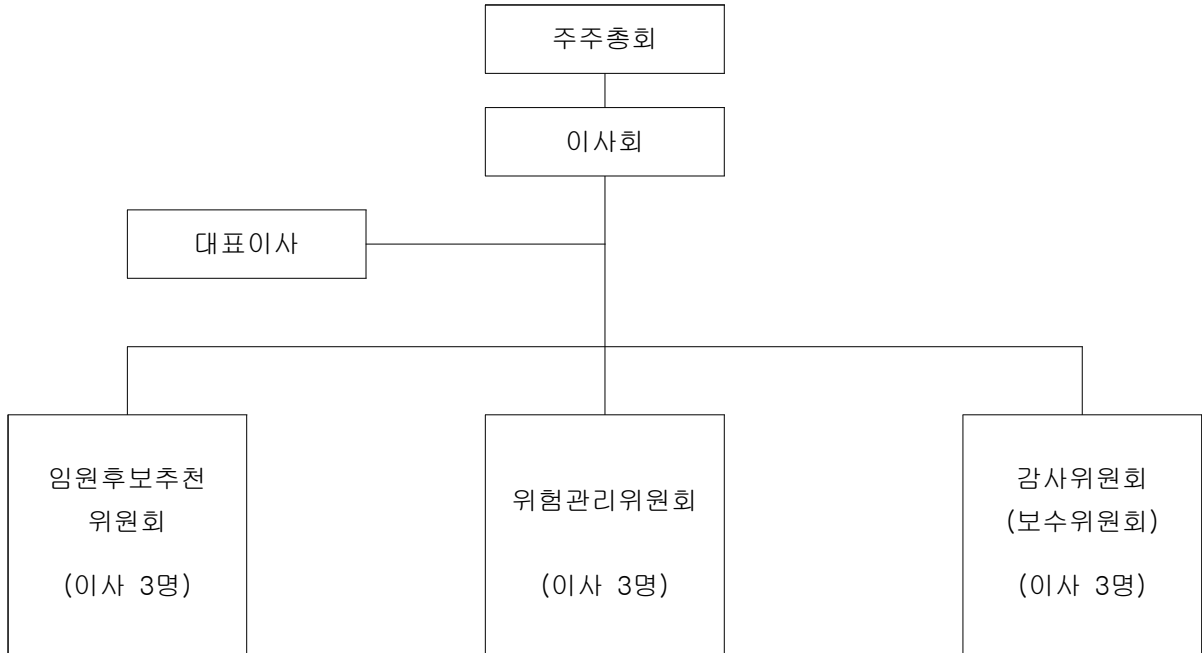 주주총회
이사회
대표이사
임원후보추천
위원회
(이사 3명)
위험관리위원회
(이사 3명)
감사위원회
(보수위원회)
(이사 3명)